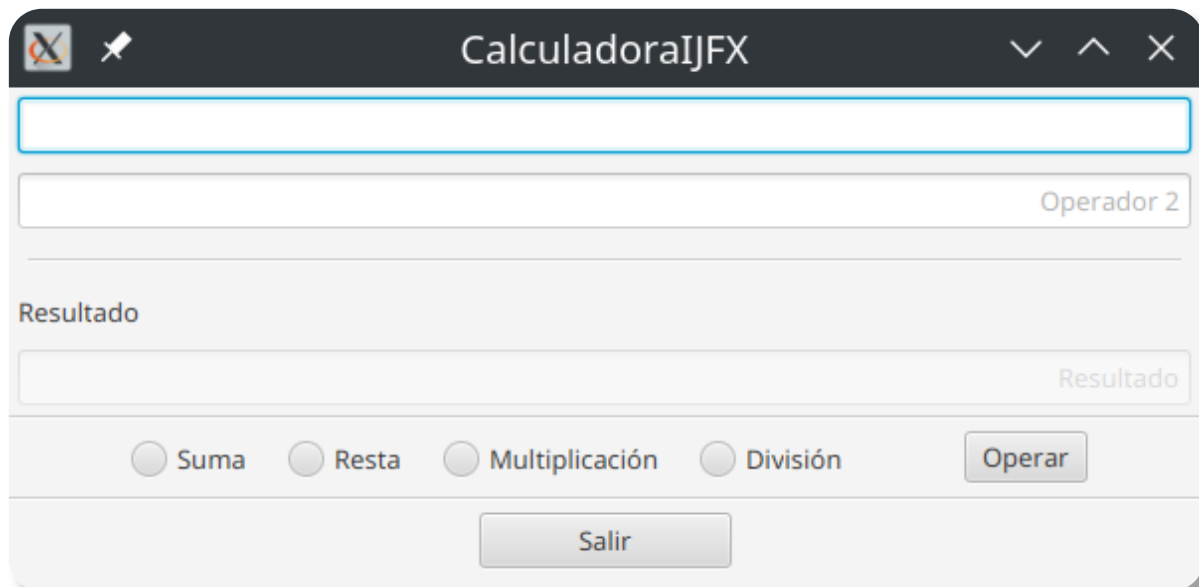 CalculadoraIJFX
Operador 2
Resultado
Resultado
Suma Resta Multiplicación División Operar
Salir